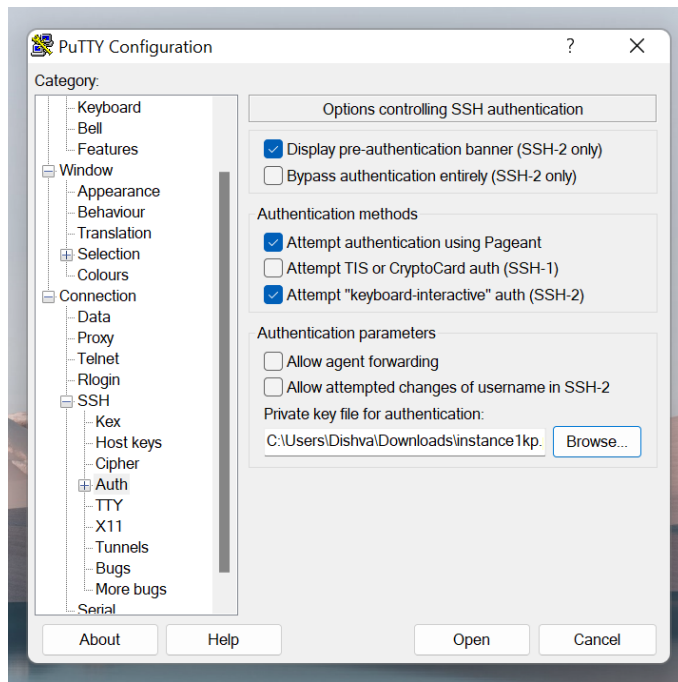 PuTTY Configuration
?
Category:
Keyboard
Bell
Features
Window
Appearance
Behaviour
Translation
Selection
Colours
Connection
Data
Proxy
Telnet
Rlogin
SSH
Kex
Host keys
Cipher
Auth
TTY
X11
Tunnels
Bugs
More bugs
Serial
Options controlling SSH authentication
Display pre-authentication banner (SSH-2 only)
Bypass authentication entirely (SSH-2 only)
Authentication methods
Attempt authentication using Pageant
Attempt TIS or CryptoCard auth (SSH-1)
Attempt "keyboard-interactive" auth (SSH-2)
Authentication parameters
Allow agent forwarding
Allow attempted changes of username in SSH-2
Private key file for authentication:
C:\Users\Dishva\Downloads\instance1kp.
Browse...
About
Help
Open
Cancel